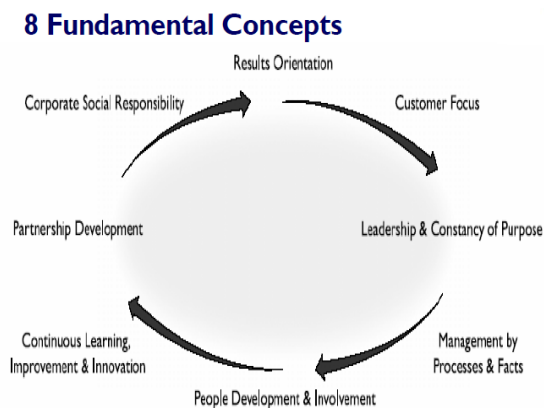 8 Fundamental Concepts
Results Orientation
Corporate Social Responsibility
Customer Focus
Partnership Development
Leadership & Constancy of Purpose
Continuous Learning,
Improvement & Innovation
Management by
Processes & Facts
People Development & Involvement